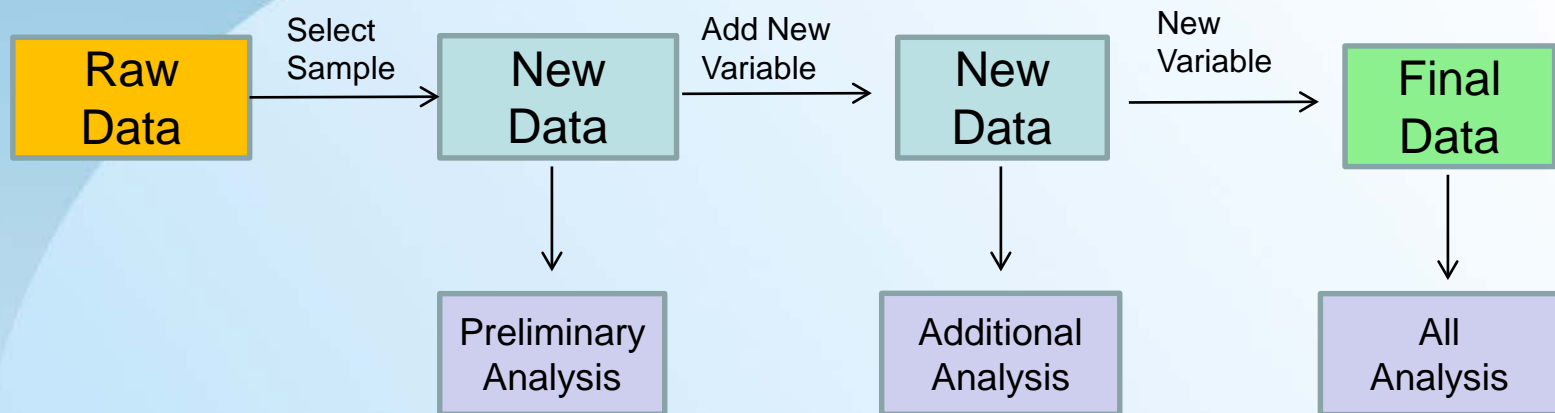 Raw
Data
Select
Sample
New
Data
Add New
Variable
New
Data
New
Variable
Final
Data
Preliminary
Analysis
Additional
Analysis
All
Analysis